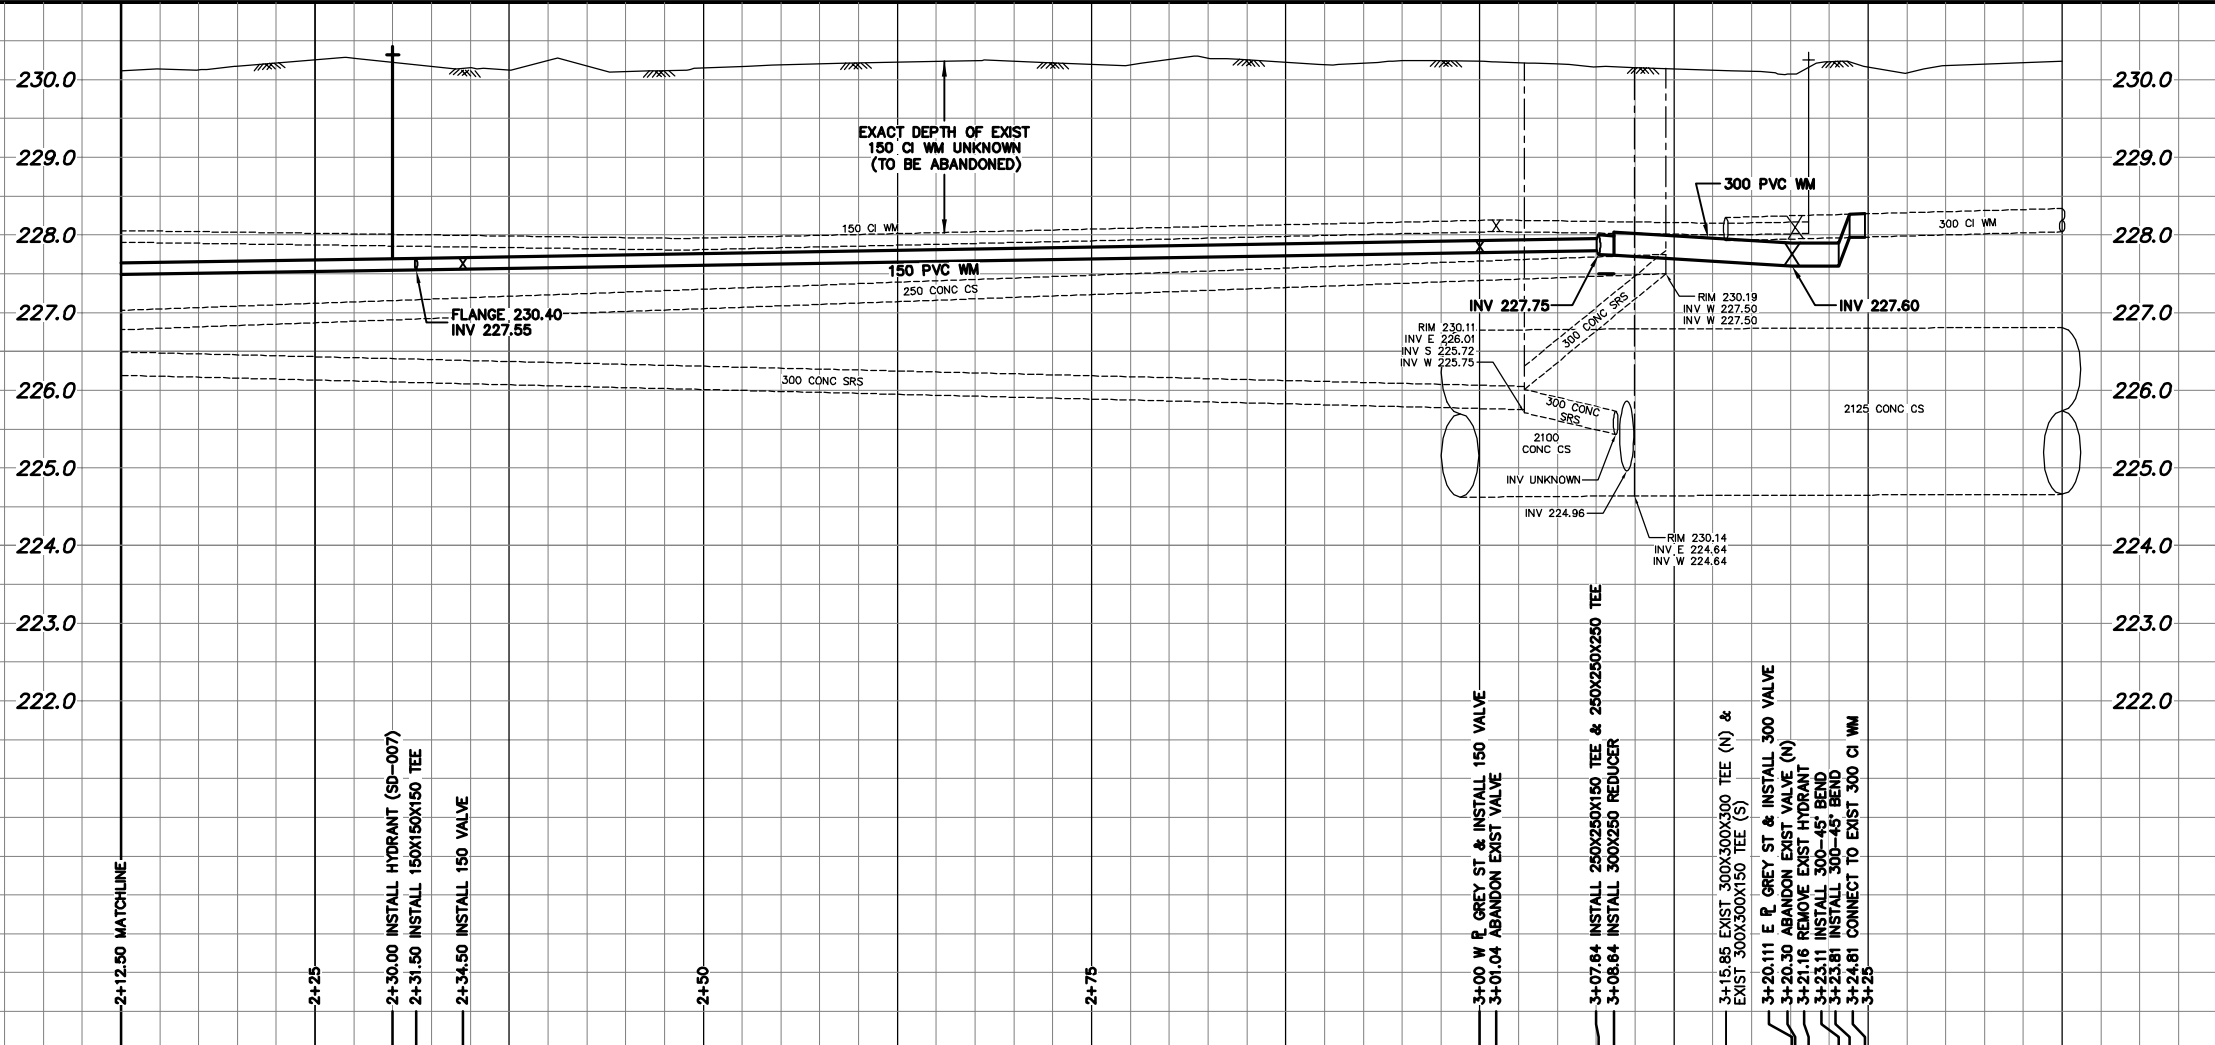 230.0
229.0
228.0
227.0
226.0
225.0
224.0
223.0
222.0
230.0
229.0
228.0
227.0
226.0
225.0
224.0
223.0
222.0
EXACT DEPTH OF EXIST
150 CI WM UNKNOWN
(TO BE ABANDONED)
150 CI WM
150 PVC WM
250 CONC CS
FLANGE 230.40
INV 227.55
300 CONC SRS
300 PVC WM
300 CI WM
INV 227.75
INV 227.60
RIM 230.19
INV W 227.50
INV W 227.50
300 CONC SRS
RIM 230.11
INV E 226.01
INV S 225.72
INV W 225.75
300 CONC
SRS
2100
CONC CS
2125 CONC CS
INV UNKNOWN
INV 224.96
RIM 230.14
INV E 224.64
INV W 224.64
2+12.50 MATCHLINE
2+25
2+30.00 INSTALL HYDRANT (SD-007)
2+31.50 INSTALL 150X150X150 TEE
2+34.50 INSTALL 150 VALVE
2+50
2+75
3+00 W PL GREY ST & INSTALL 150 VALVE
3+01.04 ABANDON EXIST VALVE
3+07.64 INSTALL 250X250X150 TEE & 250X250X250 TEE
3+08.64 INSTALL 300X250 REDUCER
3+15.85 EXIST 300X300X300 TEE (N) &
EXIST 300X300X150 TEE (S)
3+20.111 E PL GREY ST & INSTALL 300 VALVE
3+20.30 ABANDON EXIST VALVE (N)
3+21.16 REMOVE EXIST HYDRANT
3+23.11 INSTALL 300-45° BEND
3+23.81 INSTALL 300-45° BEND
3+24.81 CONNECT TO EXIST 300 CI WM
3+25